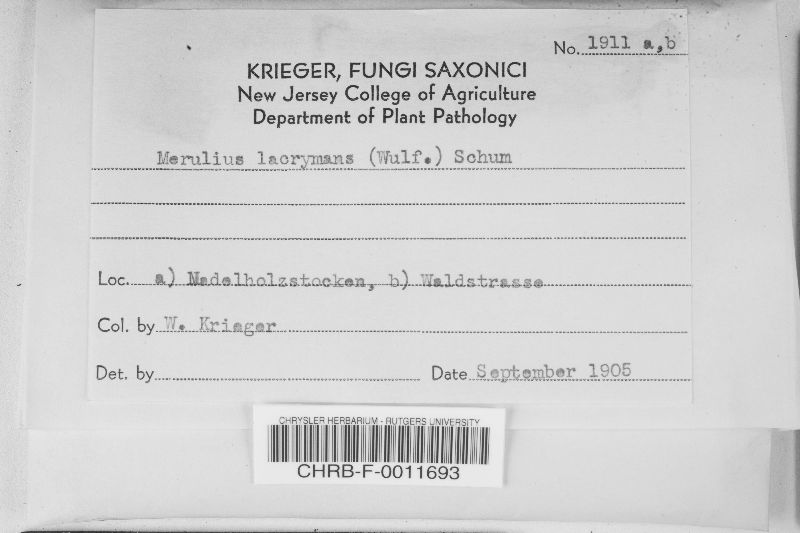 No. 1911 a,b
KRIEGER, FUNGI SAXONICI
New Jersey College of Agriculture
Department of Plant Pathology
Merulius lacrymans (Wulf.) Schum
Loc. a) Nadelholzstocken, b) Waldstrasse
Col. by W. Krieger
Det. by
Date September 1905
CHRYSLER HERBARIUM - RUTGERS UNIVERSITY
CHRB-F-0011693